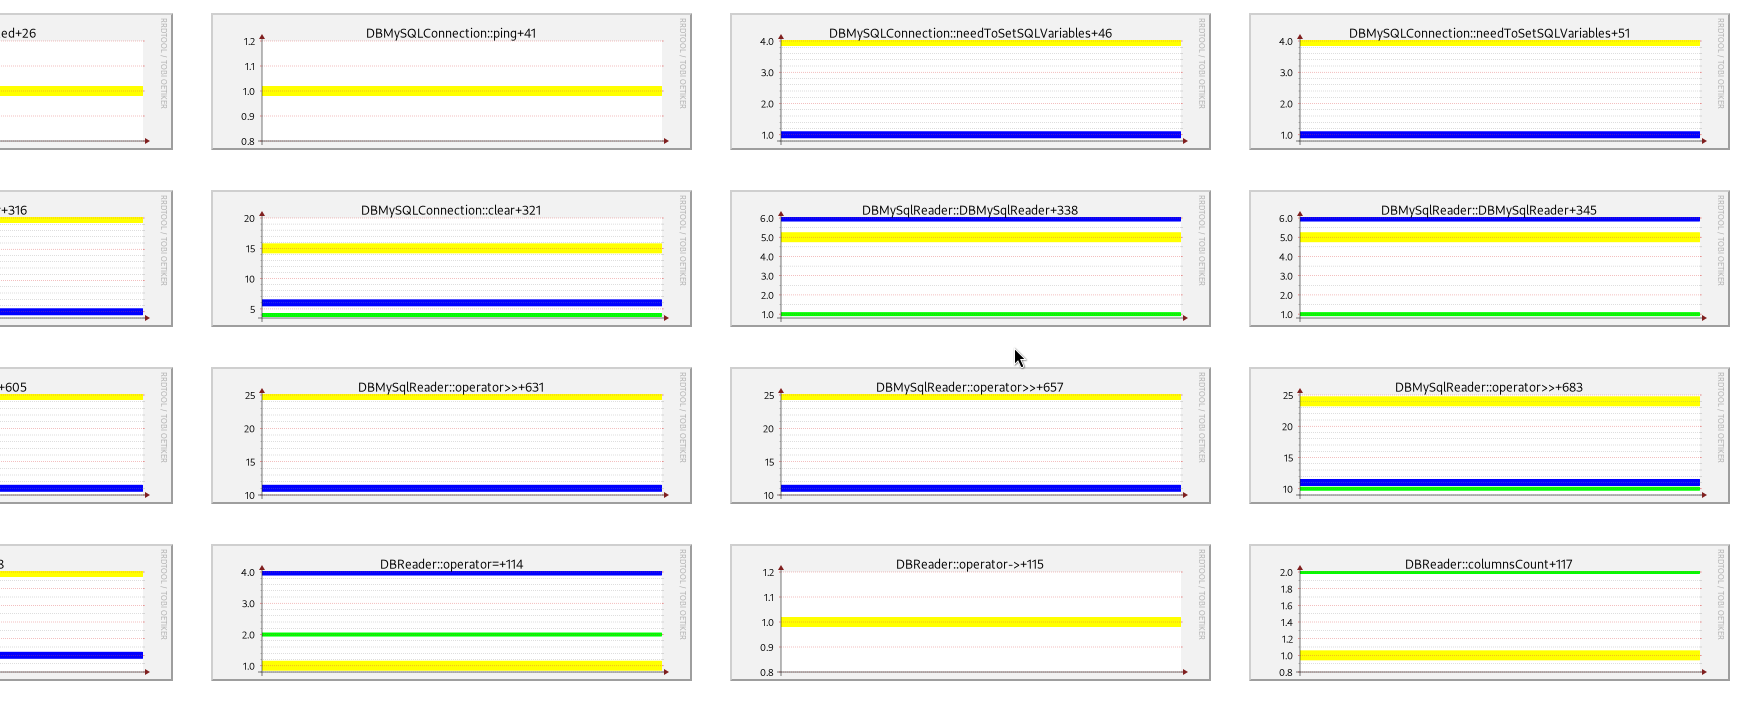 ed+26
1.2
1.1
1.0
0.9
0.8
DBMySQLConnection::ping+41
RRDTOOL / TOBI OETIKER
RRDTOOL / TOBI OETIKER
DBMySQLConnection::needToSetSQLVariables+46
4.0
3.0
2.0
1.0
RRDTOOL / TOBI OETIKER
DBMySQLConnection::needToSetSQLVariables+51
4.0
3.0
2.0
1.0
RRDTOOL / TOBI OETIKER
+316
RRDTOOL / TOBI OETIKER
DBMySQLConnection::clear+321
20
15
10
5
RRDTOOL / TOBI OETIKER
DBMySqlReader::DBMySqlReader+338
6.0
5.0
4.0
3.0
2.0
1.0
RRDTOOL / TOBI OETIKER
DBMySqlReader::DBMySqlReader+345
6.0
5.0
4.0
3.0
2.0
1.0
RRDTOOL / TOBI OETIKER
+605
RRDTOOL / TOBI OETIKER
DBMySqlReader::operator>>+631
25
20
15
10
RRDTOOL / TOBI OETIKER
DBMySqlReader::operator>>+657
25
20
15
10
RRDTOOL / TOBI OETIKER
DBMySqlReader::operator>>+683
25
20
15
10
RRDTOOL / TOBI OETIKER
RRDTOOL / TOBI OETIKER
DBReader::operator=+114
4.0
3.0
2.0
1.0
RRDTOOL / TOBI OETIKER
DBReader::operator->+115
1.2
1.1
1.0
0.9
0.8
RRDTOOL / TOBI OETIKER
DBReader::columnsCount+117
2.0
1.8
1.6
1.4
1.2
1.0
0.8
RRDTOOL / TOBI OETIKER